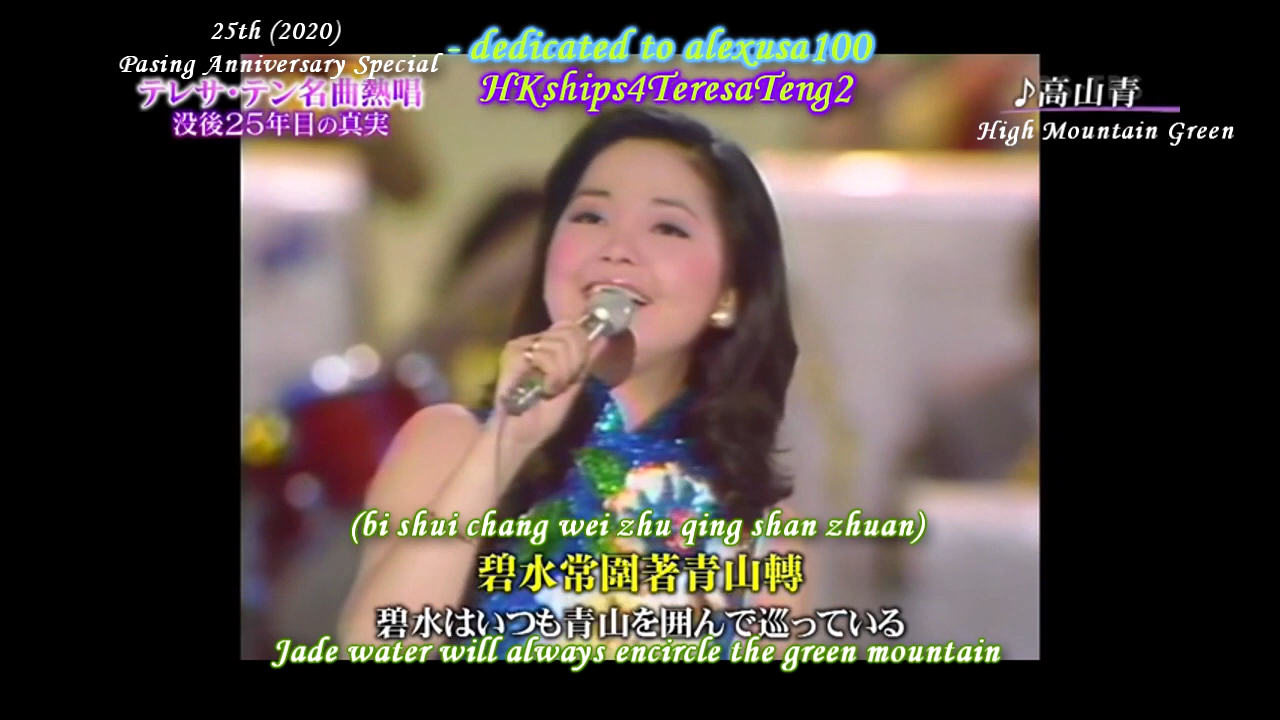 25th (2020)
Pasing Anniversary Special
テレサ・テン名曲熱唱
没後25年目の真実
- dedicated to alexusa100
HKships4TeresaTeng2
♪高山青
High Mountain Green
(bi shui chang wei zhu qing shan zhuan)
碧水常圍著青山轉
碧水はいつも青山を囲んで巡っている
Jade water will always encircle the green mountain